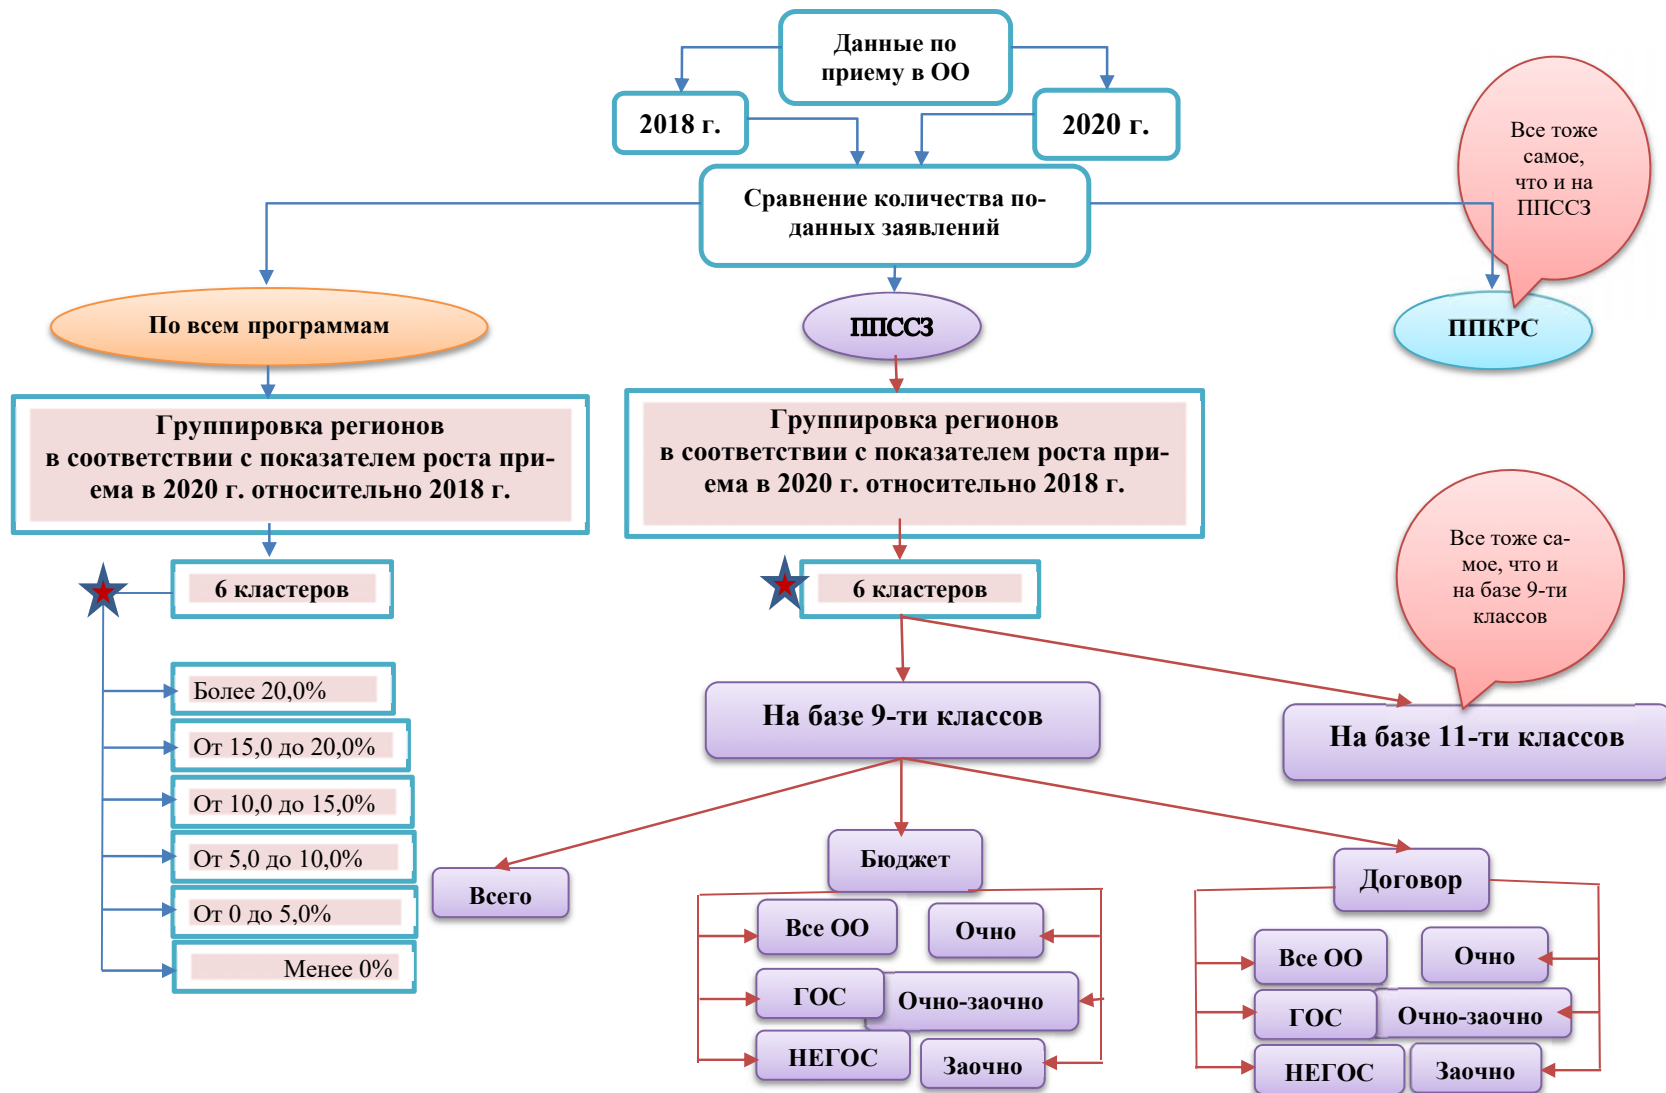 Данные по
приему в ОО
2018 г.
2020 г.
Все тоже
самое,
что и на
ППССЗ
Сравнение количества по-
данных заявлений
По всем программам
ППССЗ
ППКРС
Группировка регионов
в соответствии с показателем роста при-
ема в 2020 г. относительно 2018 г.
Группировка регионов
в соответствии с показателем роста при-
ема в 2020 г. относительно 2018 г.
6 кластеров
6 кластеров
Все тоже са-
мое, что и
на базе 9-ти
классов
Более 20,0%
От 15,0 до 20,0%
От 10,0 до 15,0%
От 5,0 до 10,0%
От 0 до 5,0%
Менее 0%
На базе 9-ти классов
На базе 11-ти классов
Всего
Бюджет
Все ОО
Очно
ГОС
Очно-заочно
НЕГОС
Заочно
Договор
Все ОО
Очно
ГОС
Очно-заочно
НЕГОС
Заочно